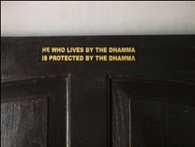 HE WHO LIVES BY THE DHAMMA
IS PROTECTED BY THE DHAMMA